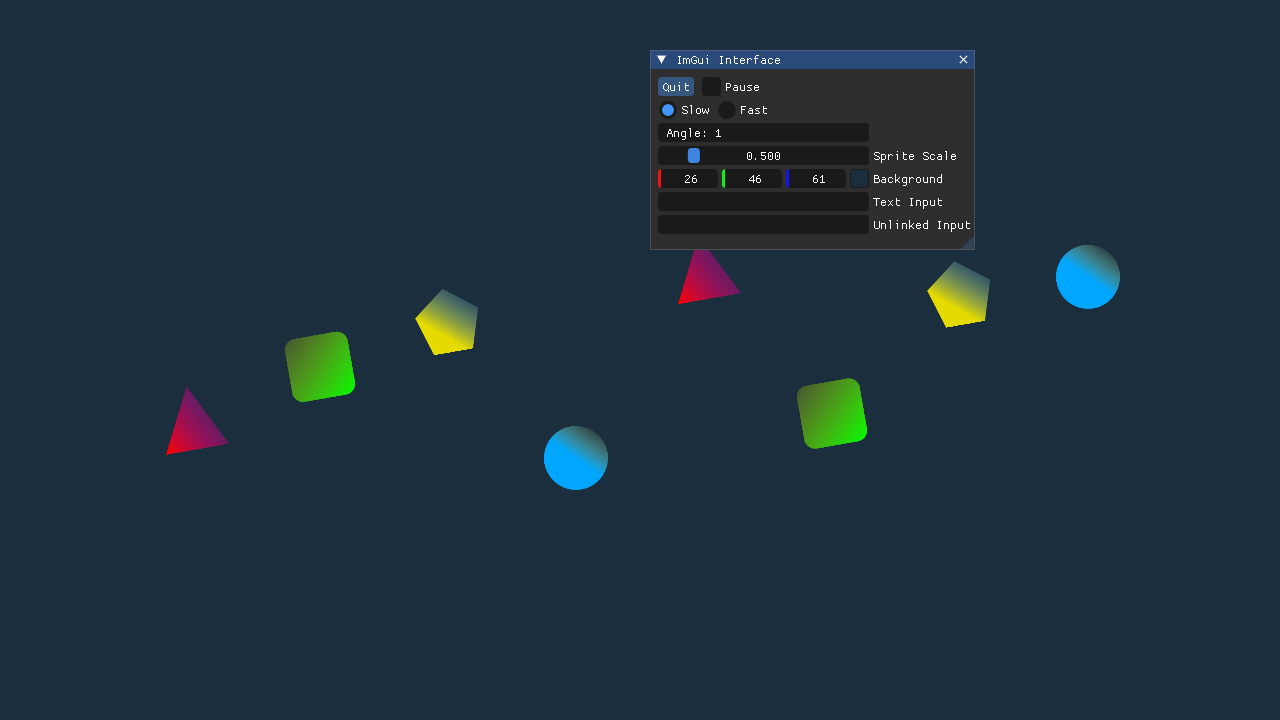 ImGui Interface
Quit Pause
Slow Fast
Angle: 1
0.500 Sprite Scale
26 46 61 Background
Text Input
Unlinked Input